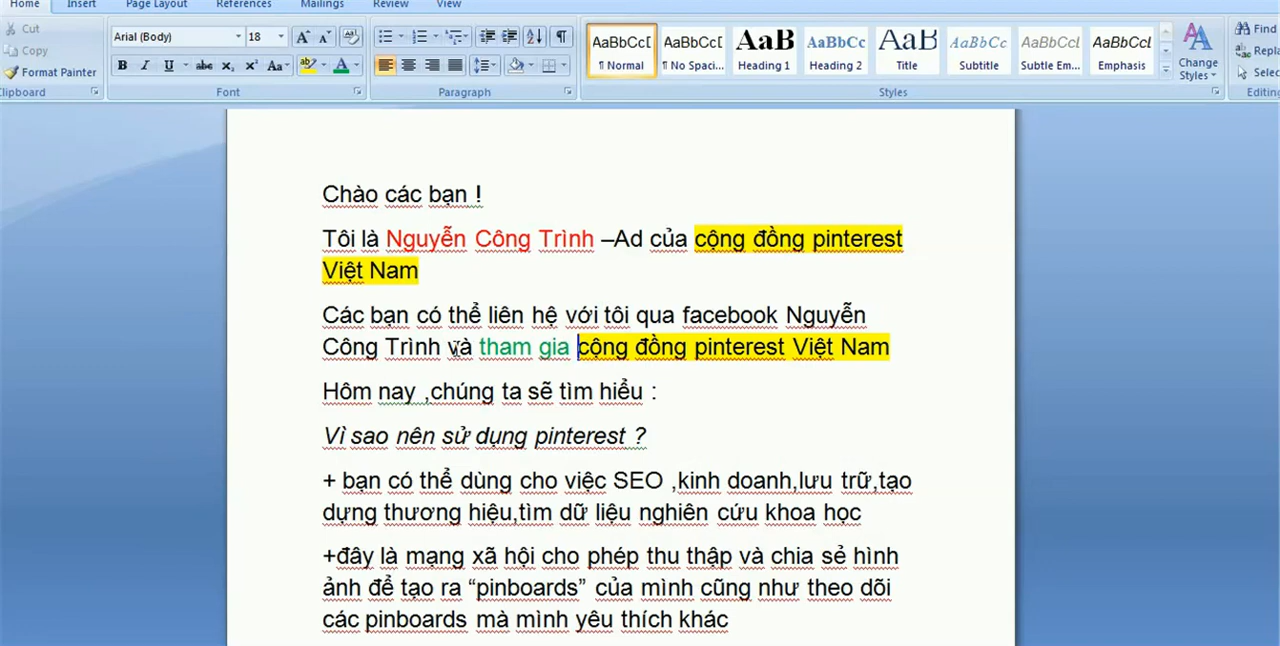 Home Insert Page Layout References Mailings Review View
Cut
Copy
Format Painter
Clipboard
Arial (Body) 18
Font
Paragraph
AaBbCcD AaBbCcD AaB AaBbCc AaB AaBbCc AaBbCcD AaBbCcD
¶ Normal ¶ No Spaci... Heading 1 Heading 2 Title Subtitle Subtle Em... Emphasis
Change Styles
Styles
Find
Repla
Selec
Editing
Chào các bạn !
Tôi là Nguyễn Công Trình –Ad của cộng đồng pinterest
Việt Nam
Các bạn có thể liên hệ với tôi qua facebook Nguyễn
Công Trình và tham gia cộng đồng pinterest Việt Nam
Hôm nay ,chúng ta sẽ tìm hiểu :
Vì sao nên sử dụng pinterest ?
+ bạn có thể dùng cho việc SEO ,kinh doanh,lưu trữ,tạo
dựng thương hiệu,tìm dữ liệu nghiên cứu khoa học
+đây là mạng xã hội cho phép thu thập và chia sẻ hình
ảnh để tạo ra “pinboards” của mình cũng như theo dõi
các pinboards mà mình yêu thích khác